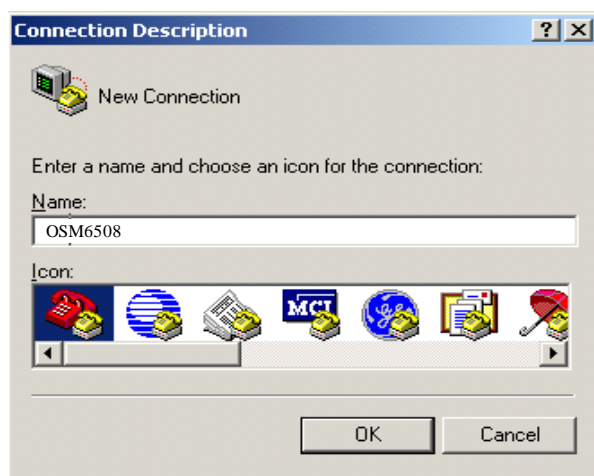 Connection Description
New Connection
Enter a name and choose an icon for the connection:
Name:
OSM6508
Icon:
MCI
OK
Cancel